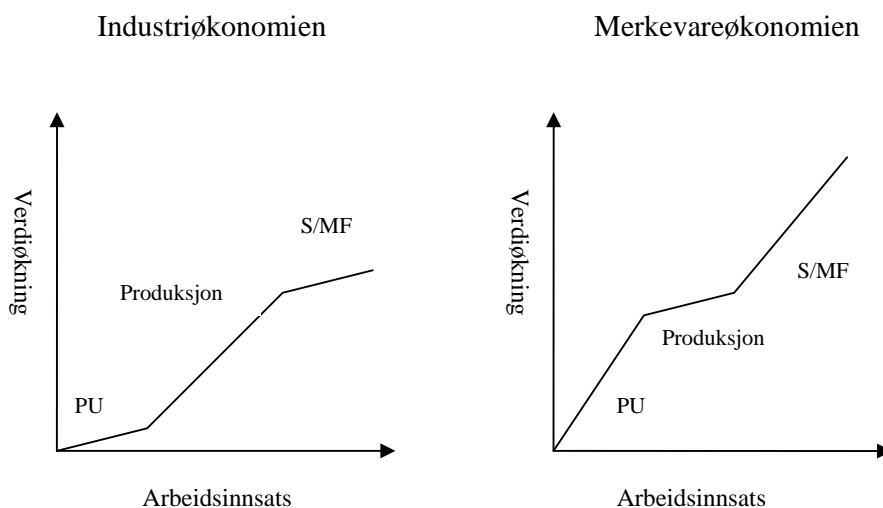 Industriøkonomien
Verdiøkning
S/MF
Produksjon
PU
Arbeidsinnsats
Merkevareøkonomien
Verdiøkning
S/MF
Produksjon
PU
Arbeidsinnsats